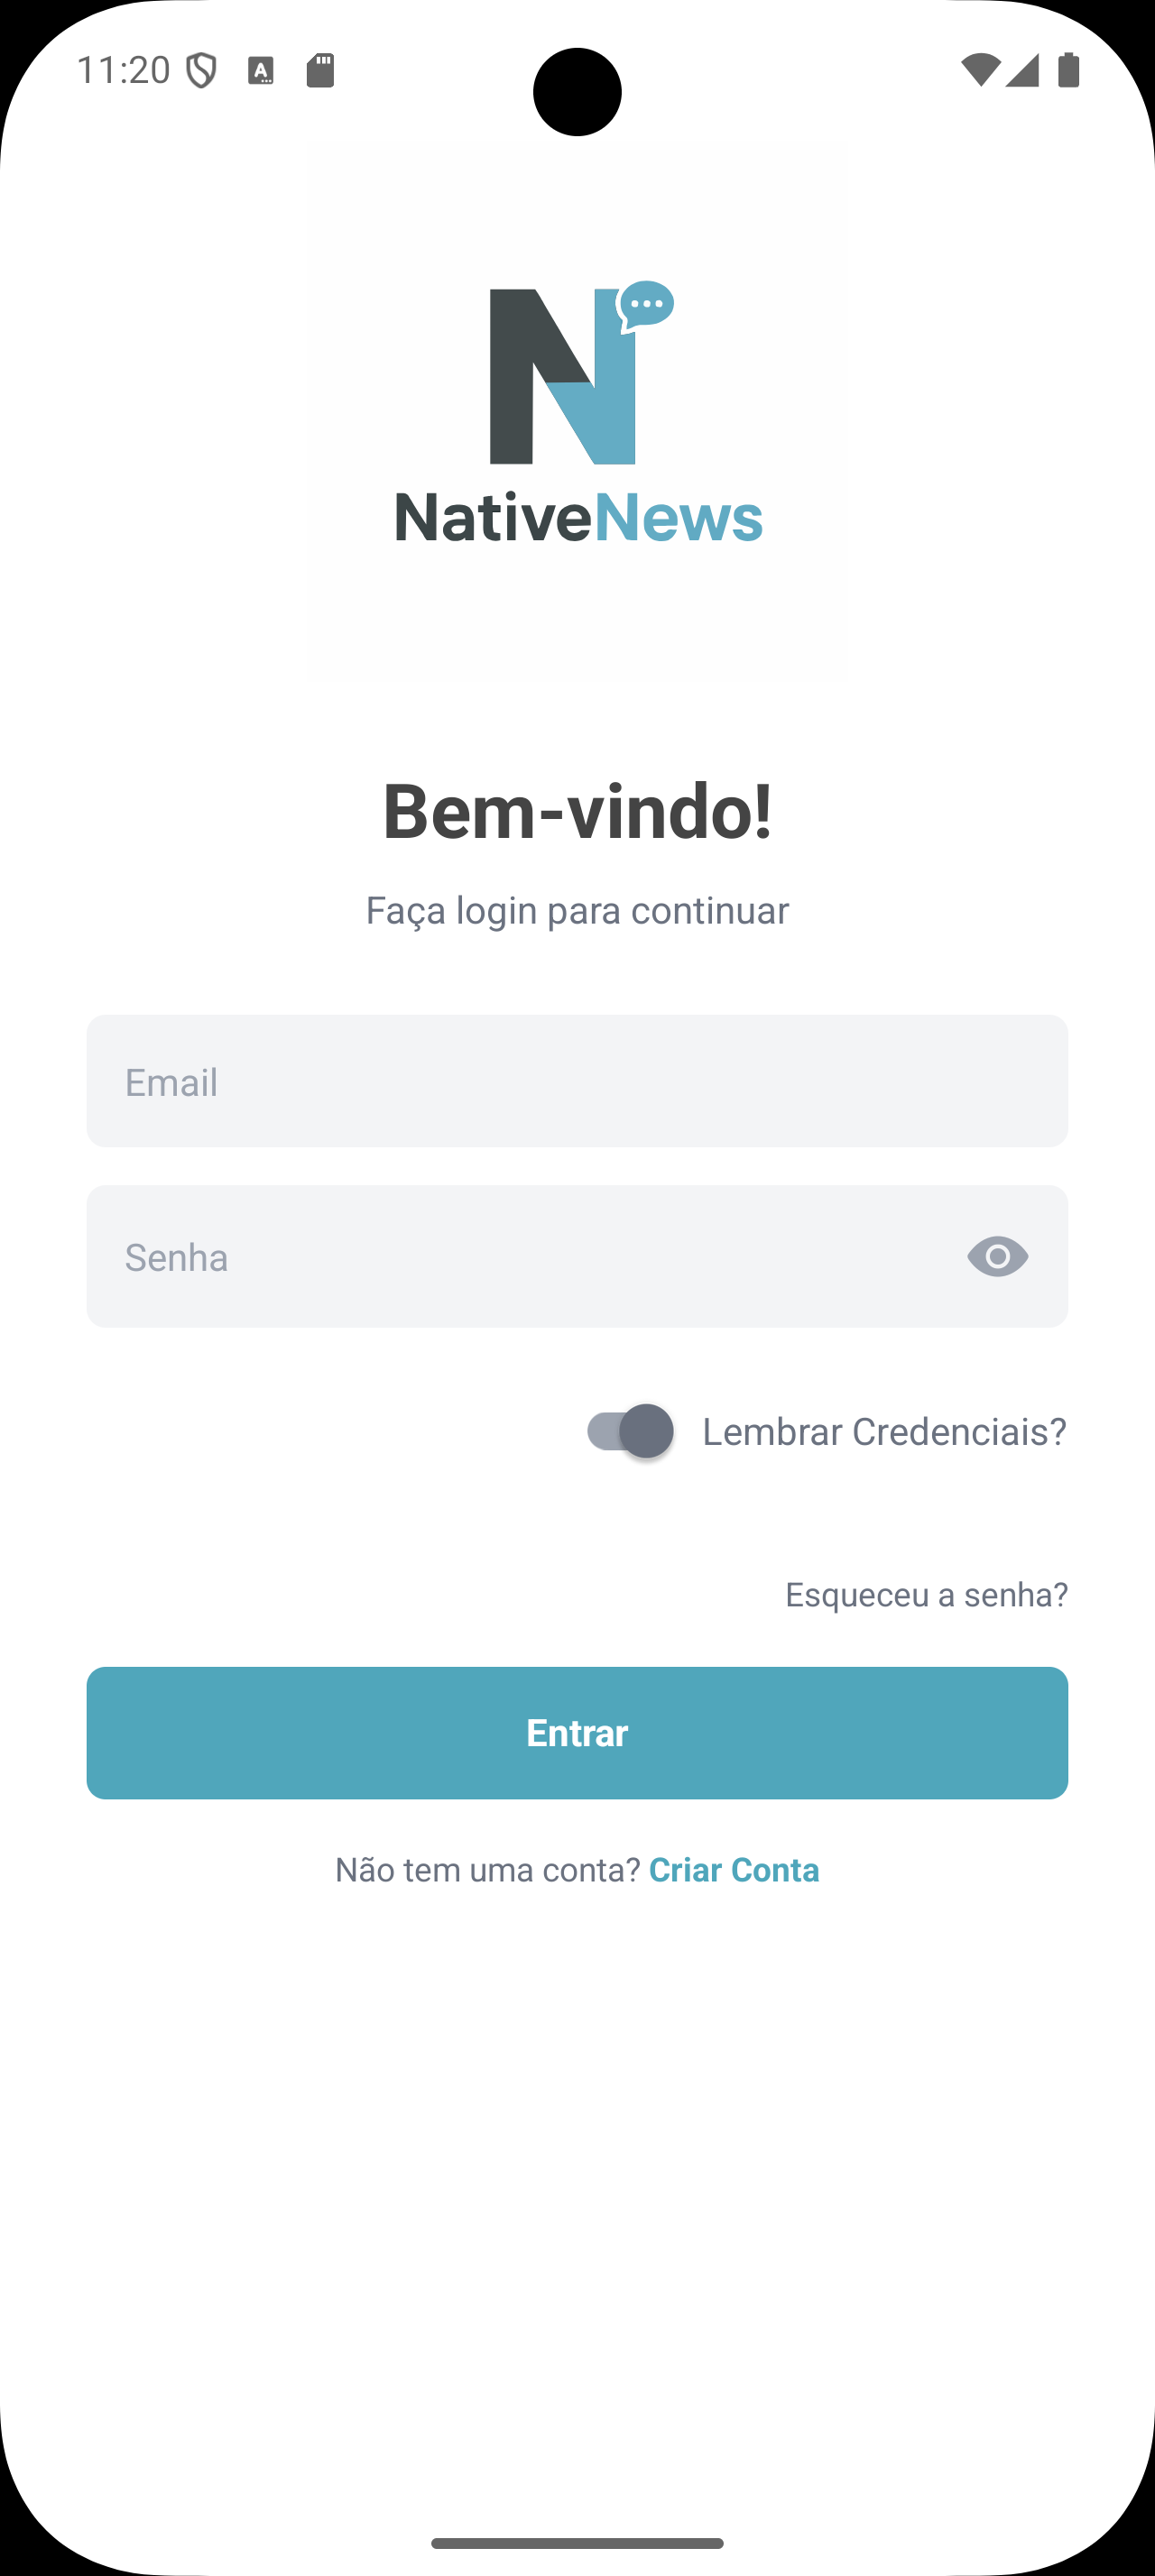 11:20
NativeNews
Bem-vindo!
Faça login para continuar
Email
Senha
Lembrar Credenciais?
Esqueceu a senha?
Entrar
Não tem uma conta? Criar Conta